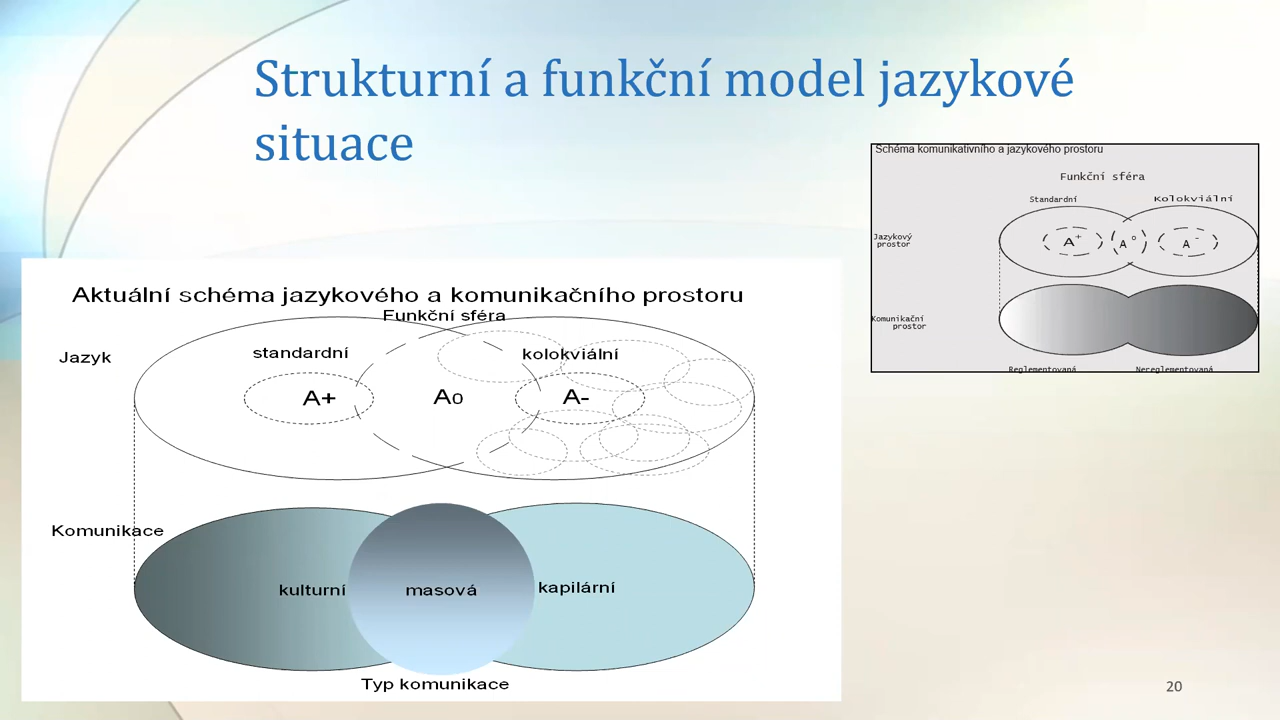 Strukturní a funkční model jazykové
situace
Schéma komunikativního a jazykového prostoru
Funkční sféra
Standardní
Kolokviální
Jazykový
prostor
A+
A°
A-
Komunikační
prostor
Reglementovaná
Nereglementovaná
Aktuální schéma jazykového a komunikačního prostoru
Funkční sféra
Jazyk
standardní
kolokviální
A+
A0
A-
Komunikace
kulturní
masová
kapilární
Typ komunikace
20